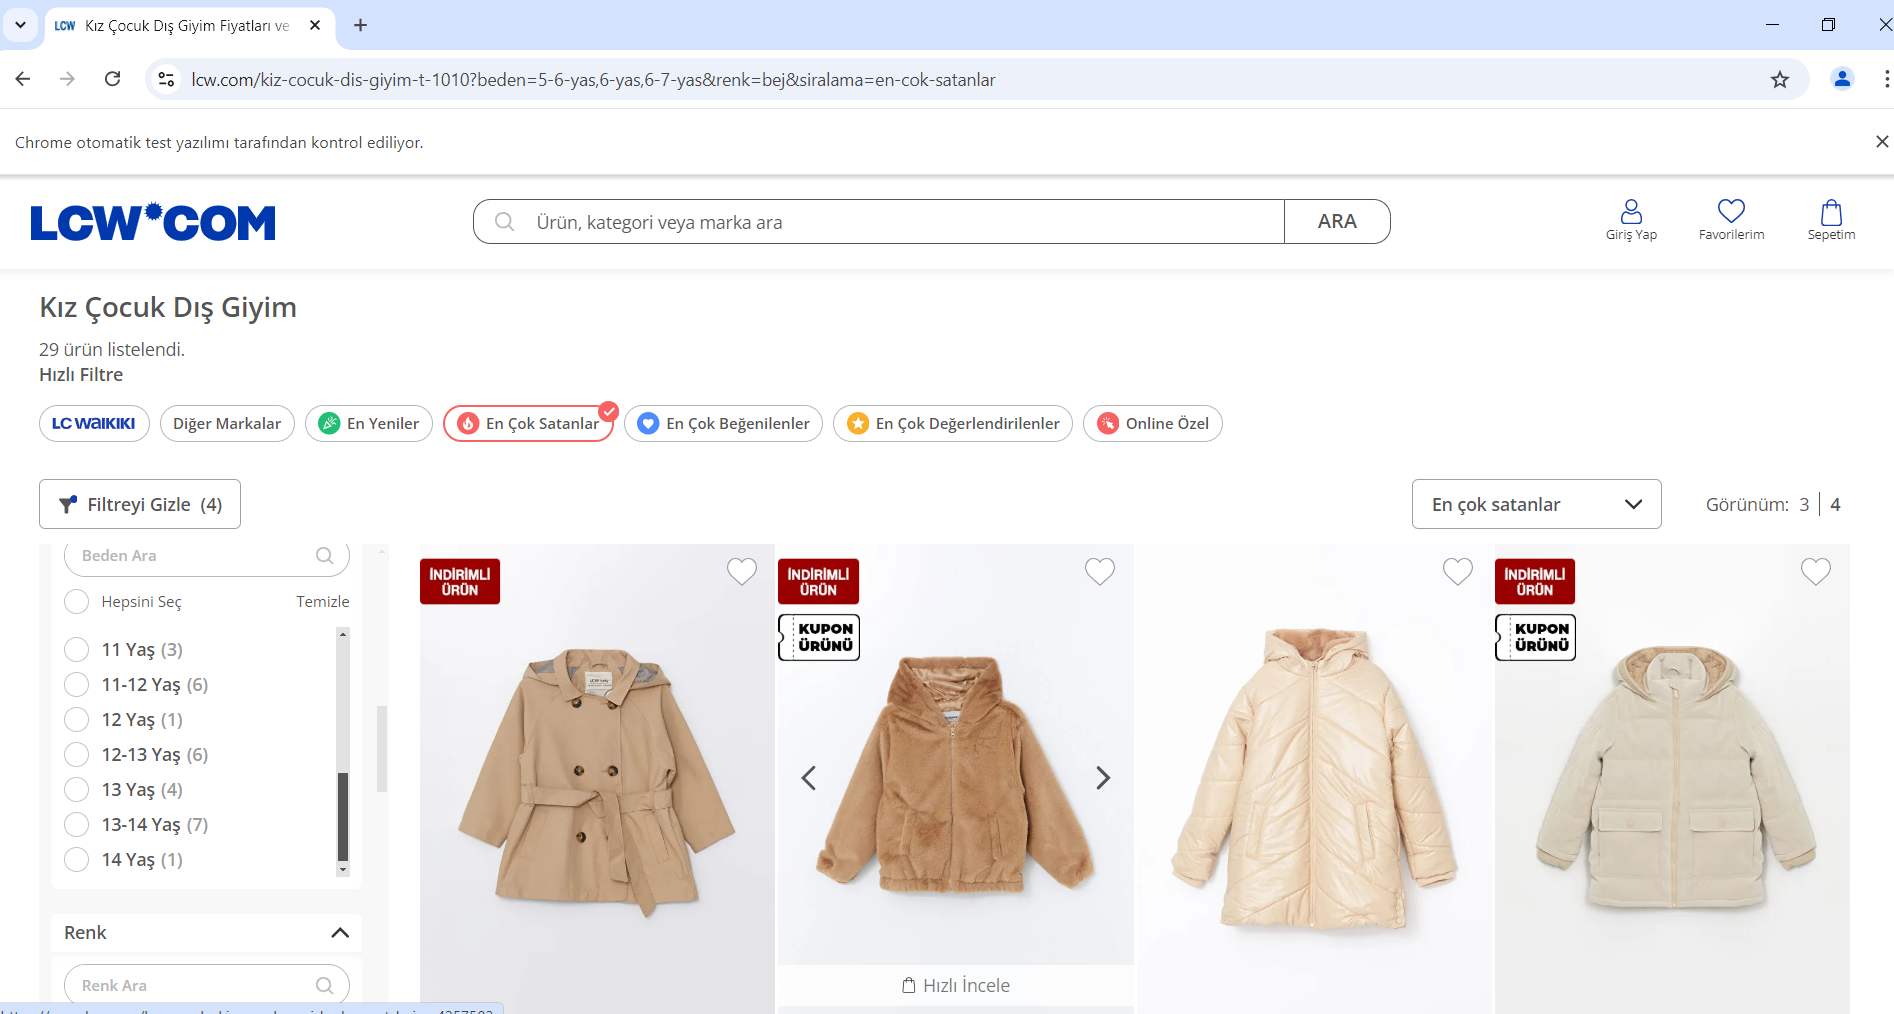 LCW Kız Çocuk Dış Giyim Fiyatları ve
lcw.com/kiz-cocuk-dis-giyim-t-1010?beden=5-6-yas,6-yas,6-7-yas&renk=bej&siralama=en-cok-satanlar
Chrome otomatik test yazılımı tarafından kontrol ediliyor.
LCW COM
Ürün, kategori veya marka ara
ARA
Giriş Yap
Favorilerim
Sepetim
Kız Çocuk Dış Giyim
29 ürün listelendi.
Hızlı Filtre
LC WAIKIKI
Diğer Markalar
En Yeniler
En Çok Satanlar
En Çok Beğenilenler
En Çok Değerlendirilenler
Online Özel
Filtreyi Gizle (4)
En çok satanlar
Görünüm: 3 | 4
Beden Ara
Hepsini Seç
Temizle
11 Yaş (3)
11-12 Yaş (6)
12 Yaş (1)
12-13 Yaş (6)
13 Yaş (4)
13-14 Yaş (7)
14 Yaş (1)
Renk
Renk Ara
İNDİRİMLİ
ÜRÜN
İNDİRİMLİ
ÜRÜN
KUPON
ÜRÜNÜ
Hızlı İncele
İNDİRİMLİ
ÜRÜN
KUPON
ÜRÜNÜ